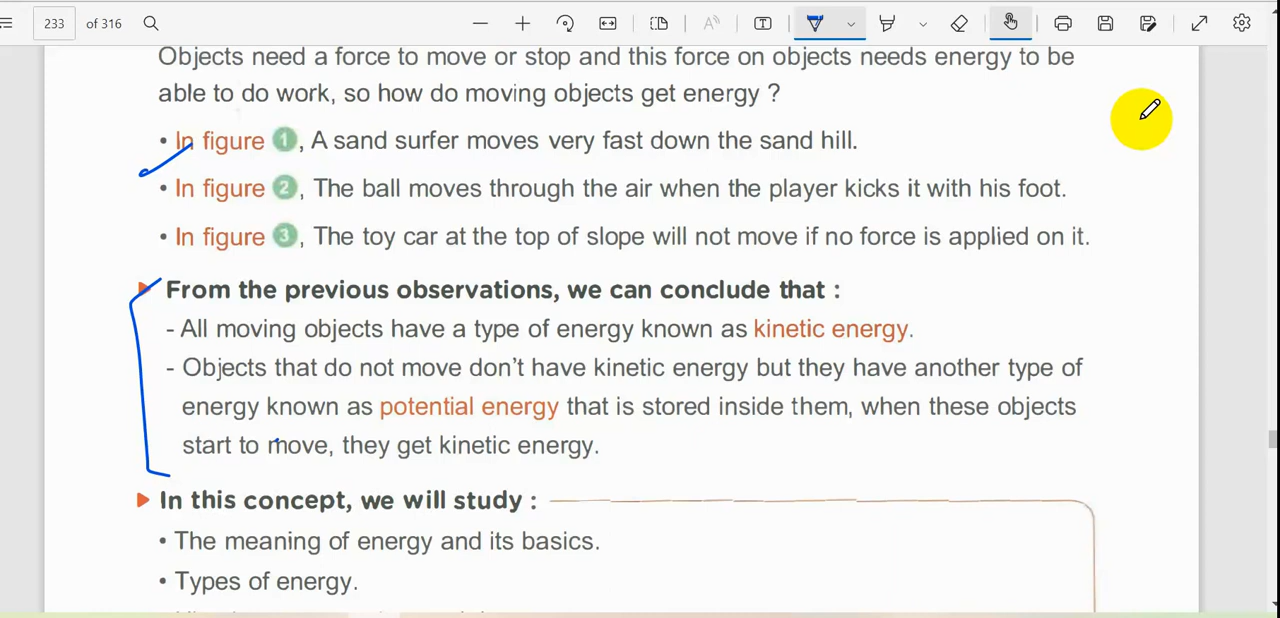 233 of 316
Objects need a force to move or stop and this force on objects needs energy to be
able to do work, so how do moving objects get energy ?
• In figure 1, A sand surfer moves very fast down the sand hill.
• In figure 2, The ball moves through the air when the player kicks it with his foot.
• In figure 3, The toy car at the top of slope will not move if no force is applied on it.
From the previous observations, we can conclude that :
- All moving objects have a type of energy known as kinetic energy.
- Objects that do not move don't have kinetic energy but they have another type of
energy known as potential energy that is stored inside them, when these objects
start to move, they get kinetic energy.
In this concept, we will study :
• The meaning of energy and its basics.
• Types of energy.